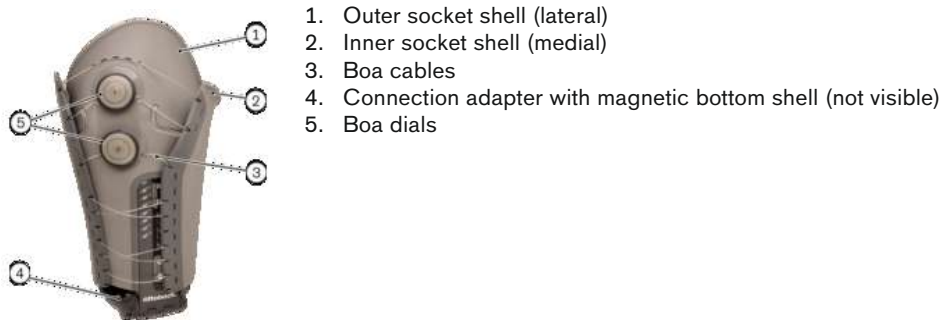 1. Outer socket shell (lateral)
2. Inner socket shell (medial)
3. Boa cables
4. Connection adapter with magnetic bottom shell (not visible)
5. Boa dials
1
2
5
3
4
ottobock